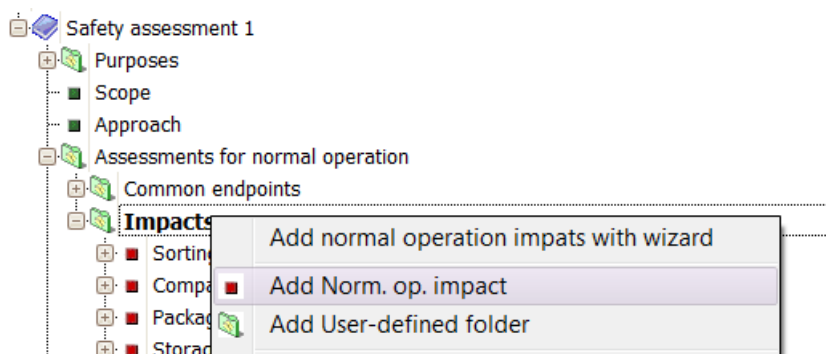 Safety assessment 1
Purposes
Scope
Approach
Assessments for normal operation
Common endpoints
Impacts
Add normal operation impats with wizard
Sortin
Add Norm. op. impact
Compa
Add User-defined folder
Packag
Storag